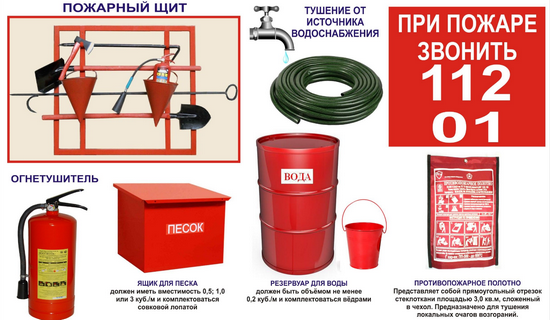 ПОЖАРНЫЙ ЩИТ
ТУШЕНИЕ ОТ
ИСТОЧНИКА
ВОДОСНАБЖЕНИЯ
ПРИ ПОЖАРЕ
ЗВОНИТЬ
112
01
ОГНЕТУШИТЕЛЬ
ПЕСОК
ВОДА
ЯЩИК ДЛЯ ПЕСКА
должен иметь вместимость 0,5; 1,0
или 3 куб./м и комплектоваться
совковой лопатой
РЕЗЕРВУАР ДЛЯ ВОДЫ
должен быть объёмом не менее
0,2 куб/м и комплектоваться вёдрами
ПРОТИВОПОЖАРНОЕ ПОЛОТНО
Представляет собой прямоугольный отрезок
стеклоткани площадью 3,0 кв.м, сложенный
в чехол. Предназначено для тушения
локальных очагов возгораний.